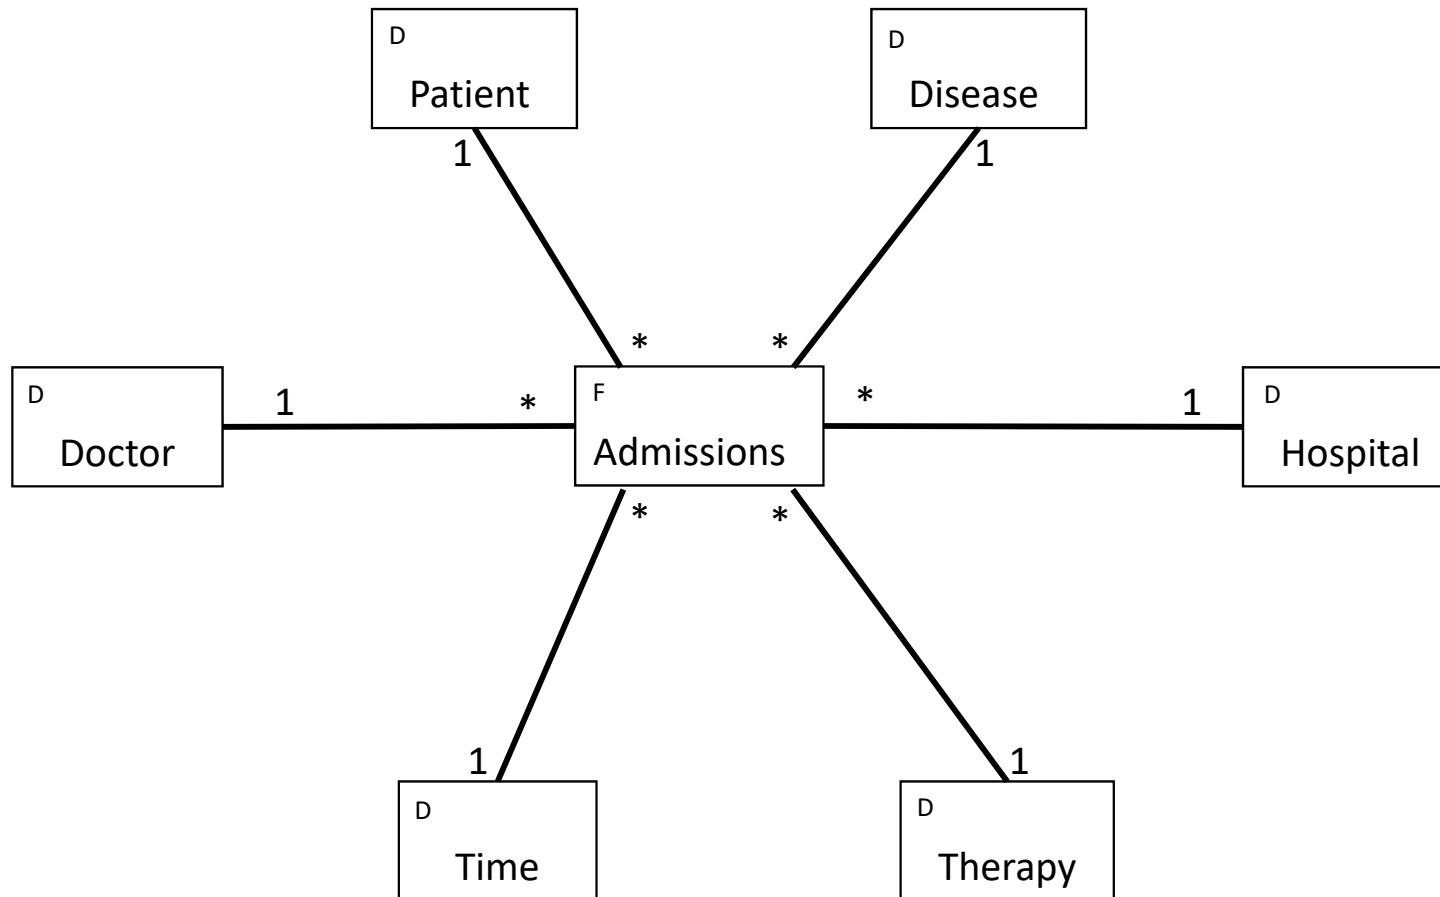 D
Patient
1
D
Disease
1
*
*
D
Doctor
1
*
F
Admissions
*
1
D
Hospital
*
*
1
D
Time
1
D
Therapy